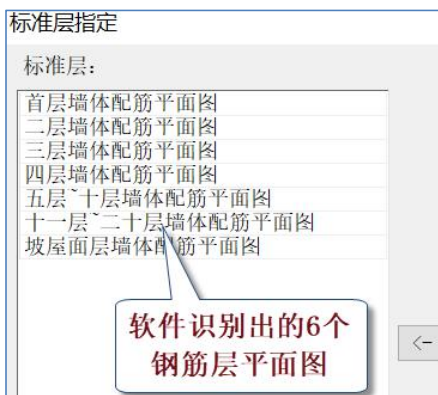 标准层指定
标准层：
首层墙体配筋平面图
二层墙体配筋平面图
三层墙体配筋平面图
四层墙体配筋平面图
五层~十层墙体配筋平面图
十一层~二十层墙体配筋平面图
坡屋面层墙体配筋平面图
软件识别出的6个
钢筋层平面图
<-